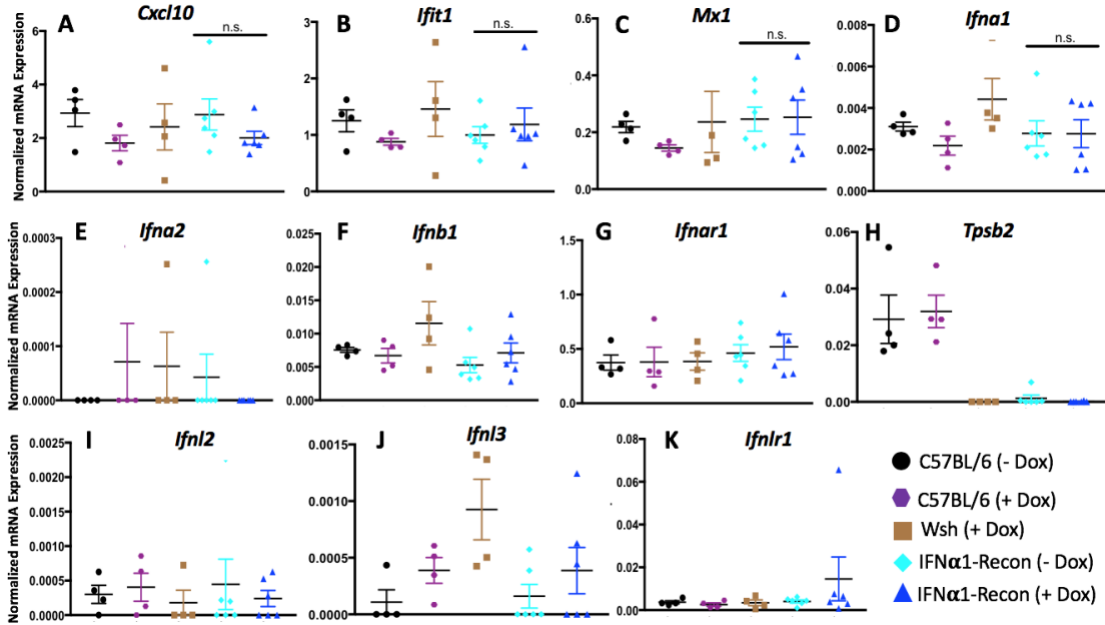 A Cxcl10
n.s.
Normalized mRNA Expression
6
4
2
0
B Ifit1
n.s.
3
2
1
0
C Mx1
n.s.
0.6
0.4
0.2
0.0
D Ifna1
n.s.
0.008
0.006
0.004
0.002
0.000
E Ifna2
Normalized mRNA Expression
0.0003
0.0002
0.0001
0.0000
F Ifnb1
0.025
0.020
0.015
0.010
0.005
0.000
G Ifnar1
1.5
1.0
0.5
0.0
H Tpsb2
0.06
0.04
0.02
0.00
I Ifnl2
Normalized mRNA Expression
0.0025
0.0020
0.0015
0.0010
0.0005
0.0000
J Ifnl3
0.0015
0.0010
0.0005
0.0000
K Ifnlr1
0.08
0.06
0.04
0.02
0.00
C57BL/6 (- Dox)
C57BL/6 (+ Dox)
Wsh (+ Dox)
IFNα1-Recon (- Dox)
IFNα1-Recon (+ Dox)